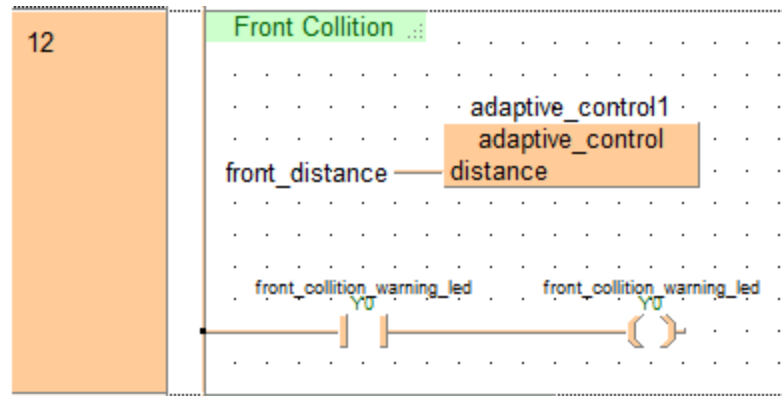 12
Front Collition
adaptive_control1
adaptive_control
front_distance distance
front_collition_warning_led front_collition_warning_led
Y0 Y0